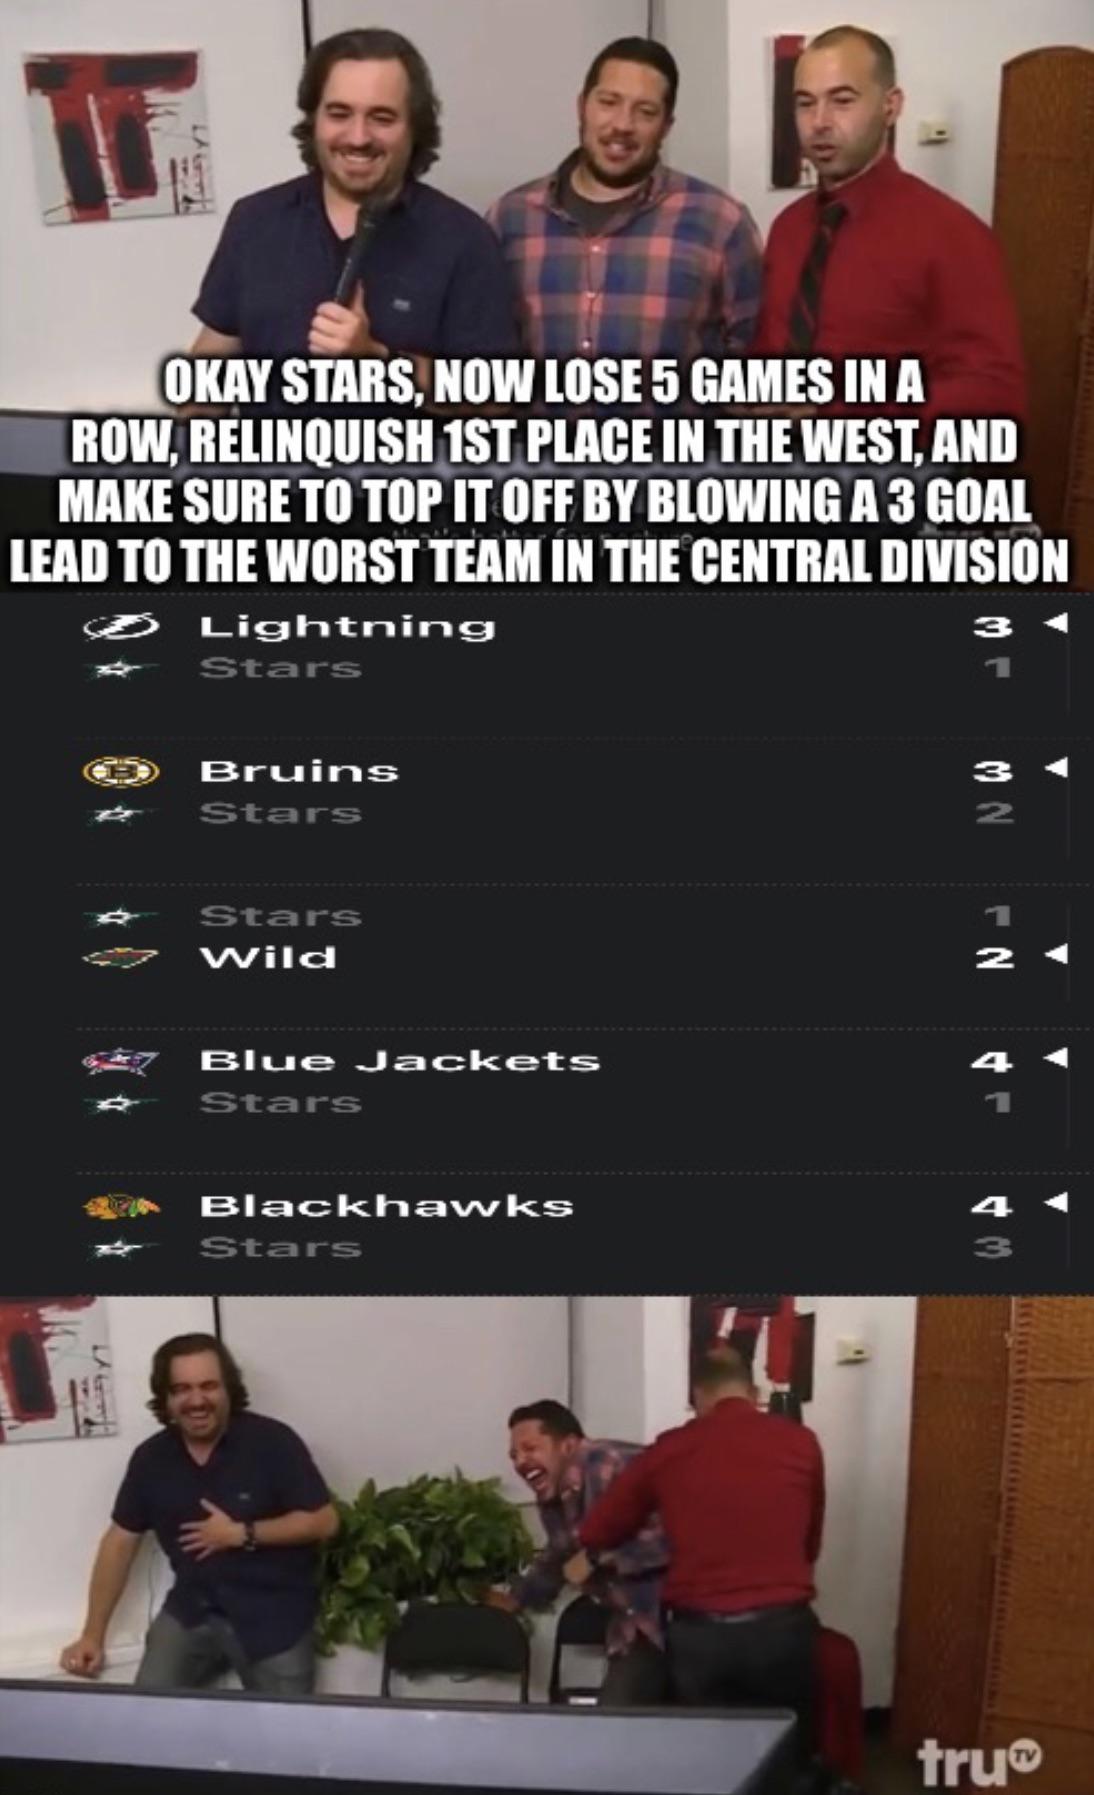 OKAY STARS, NOW LOSE 5 GAMES IN A
ROW, RELINQUISH 1ST PLACE IN THE WEST, AND
MAKE SURE TO TOP IT OFF BY BLOWING A 3 GOAL
LEAD TO THE WORST TEAM IN THE CENTRAL DIVISION
Lightning 3
Stars 1
Bruins 3
Stars 2
Stars 1
Wild 2
Blue Jackets 4
Stars 1
Blackhawks 4
Stars 3
truTV